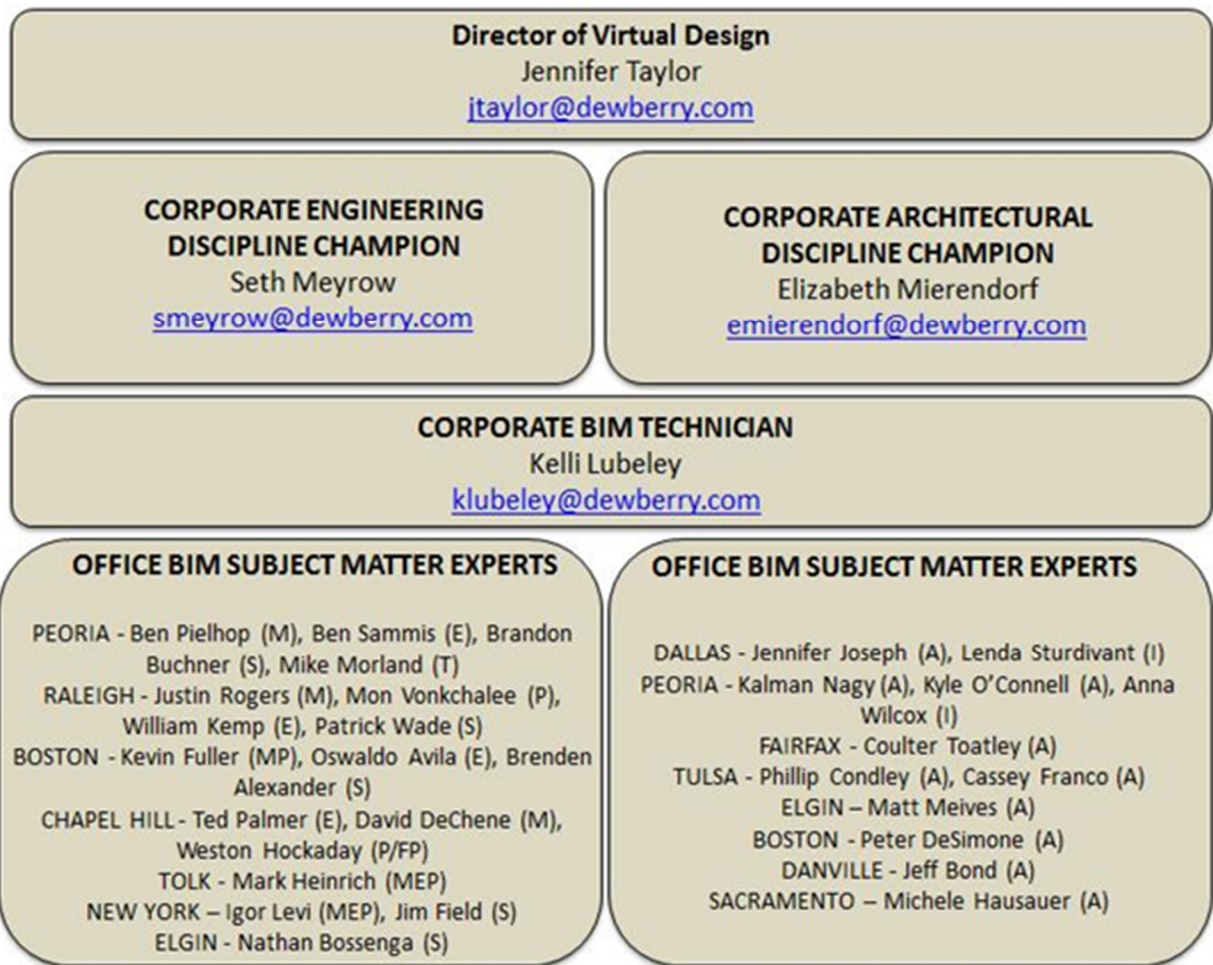 Director of Virtual Design
Jennifer Taylor
jtaylor@dewberry.com
CORPORATE ENGINEERING
DISCIPLINE CHAMPION
Seth Meyrow
smeyrow@dewberry.com
CORPORATE ARCHITECTURAL
DISCIPLINE CHAMPION
Elizabeth Mierendorf
emierendorf@dewberry.com
CORPORATE BIM TECHNICIAN
Kelli Lubeley
klubeley@dewberry.com
OFFICE BIM SUBJECT MATTER EXPERTS
PEORIA - Ben Pielhop (M), Ben Sammis (E), Brandon
Buchner (S), Mike Morland (T)
RALEIGH - Justin Rogers (M), Mon Vonkchalee (P),
William Kemp (E), Patrick Wade (S)
BOSTON - Kevin Fuller (MP), Oswaldo Avila (E), Brenden
Alexander (S)
CHAPEL HILL - Ted Palmer (E), David DeChene (M),
Weston Hockaday (P/FP)
TOLK - Mark Heinrich (MEP)
NEW YORK – Igor Levi (MEP), Jim Field (S)
ELGIN - Nathan Bossenga (S)
OFFICE BIM SUBJECT MATTER EXPERTS
DALLAS - Jennifer Joseph (A), Lenda Sturdivant (I)
PEORIA - Kalman Nagy (A), Kyle O’Connell (A), Anna
Wilcox (I)
FAIRFAX - Coulter Toatley (A)
TULSA - Phillip Condley (A), Cassey Franco (A)
ELGIN – Matt Meives (A)
BOSTON - Peter DeSimone (A)
DANVILLE - Jeff Bond (A)
SACRAMENTO – Michele Hausauer (A)